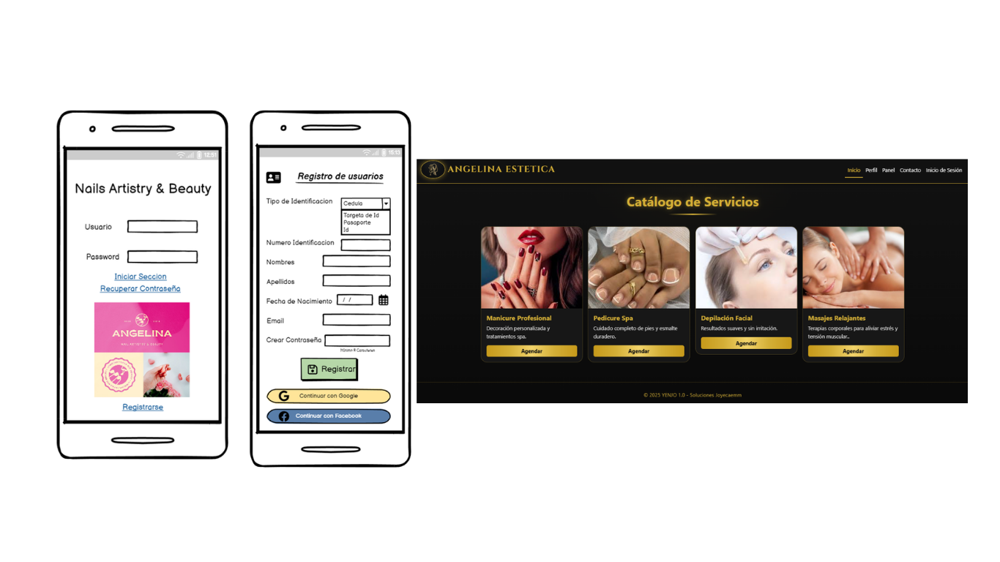 12:51
Nails Artistry & Beauty
Usuario
Password
Iniciar Seccion
Recuperar Contraseña
ANGELINA
NAIL ARTISTRY & BEAUTY
Registrarse
15:13
Registro de usuarios
Tipo de Identificacion
Cedula
Targeta de Id
Pasaporte
Id
Numero Identificacion
Nombres
Apellidos
Fecha de Nacimiento / /
Email
Crear Contraseña
Minimo 8 Caracteres
Registrar
G Continuar con Google
Continuar con Facebook
ANGELINA ESTETICA
Inicio Perfil Panel Contacto Inicio de Sesión
Catálogo de Servicios
Manicure Profesional
Decoración personalizada y
tratamientos spa.
Agendar
Pedicure Spa
Cuidado completo de pies y esmalte
duradero.
Agendar
Depilación Facial
Resultados suaves y sin irritación.
Agendar
Masajes Relajantes
Terapias corporales para aliviar estrés y
tensión muscular..
Agendar
© 2025 YENJO 1.0 - Soluciones Joyecaemm